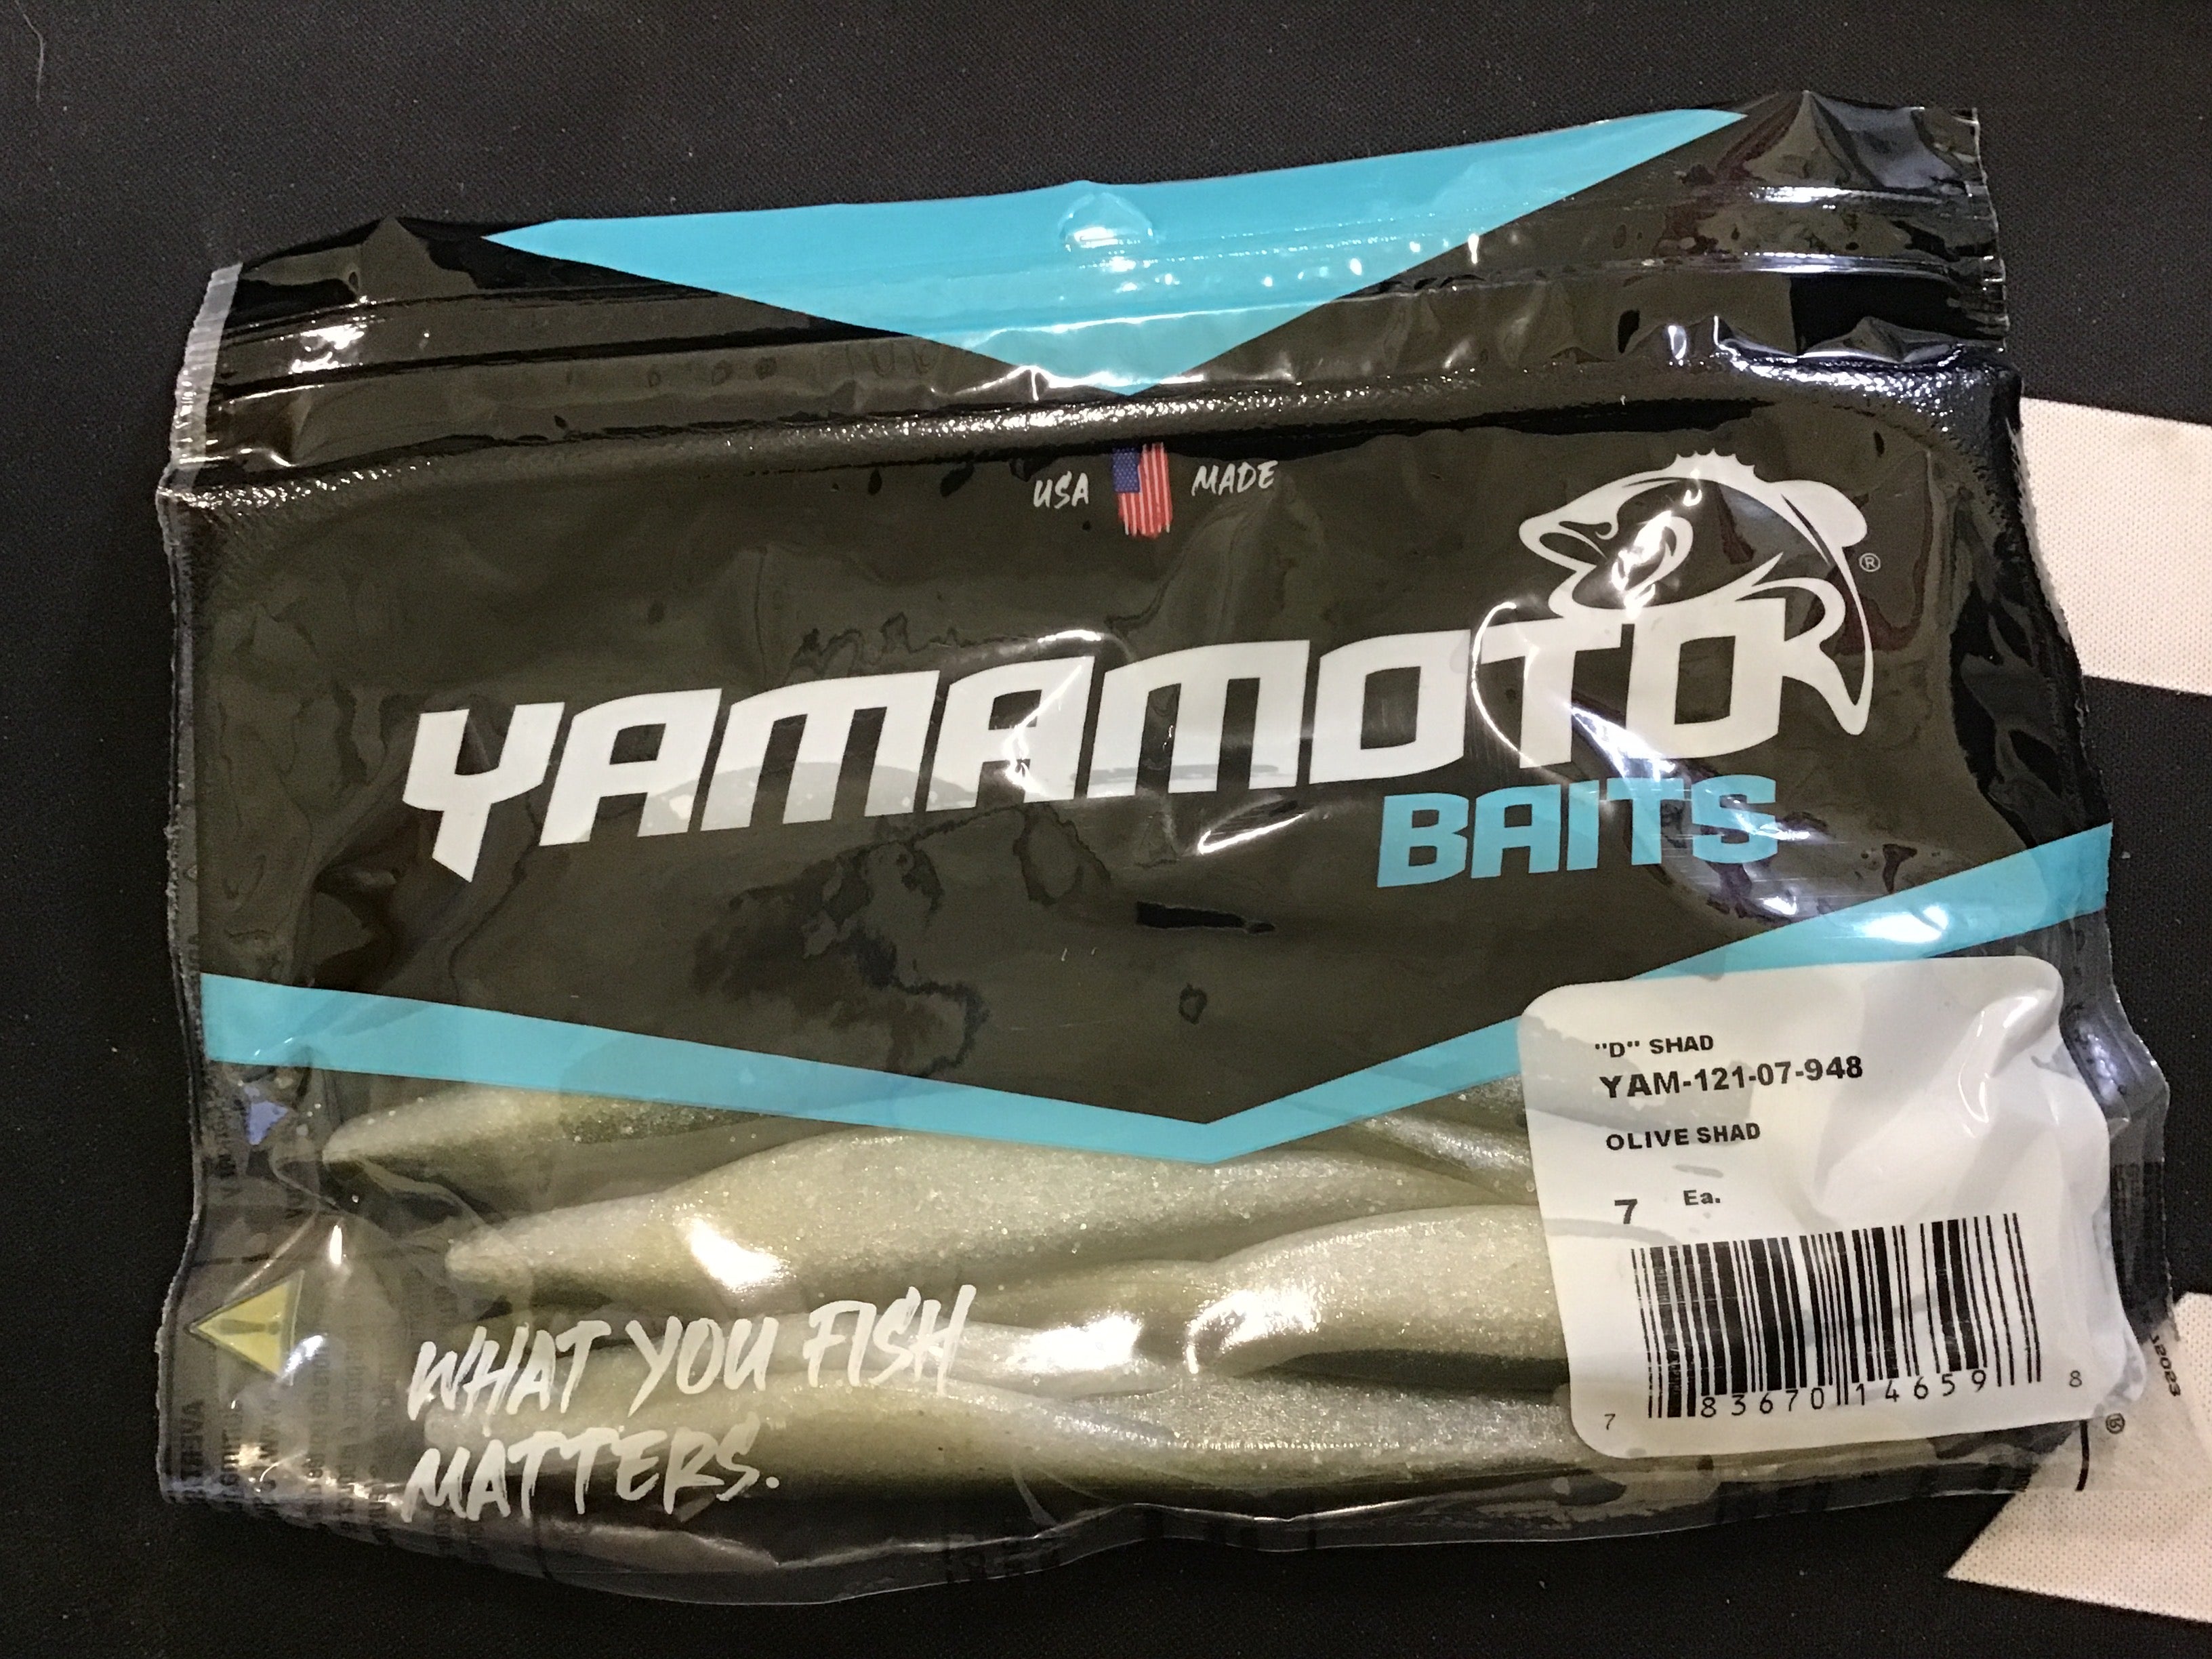 USA MADE
®
YAMAMOTO
BAITS
"D" SHAD
YAM-121-07-948
OLIVE SHAD
7 Ea.
7 83670 14659 8
WHAT YOU FISH
MATTERS.
®